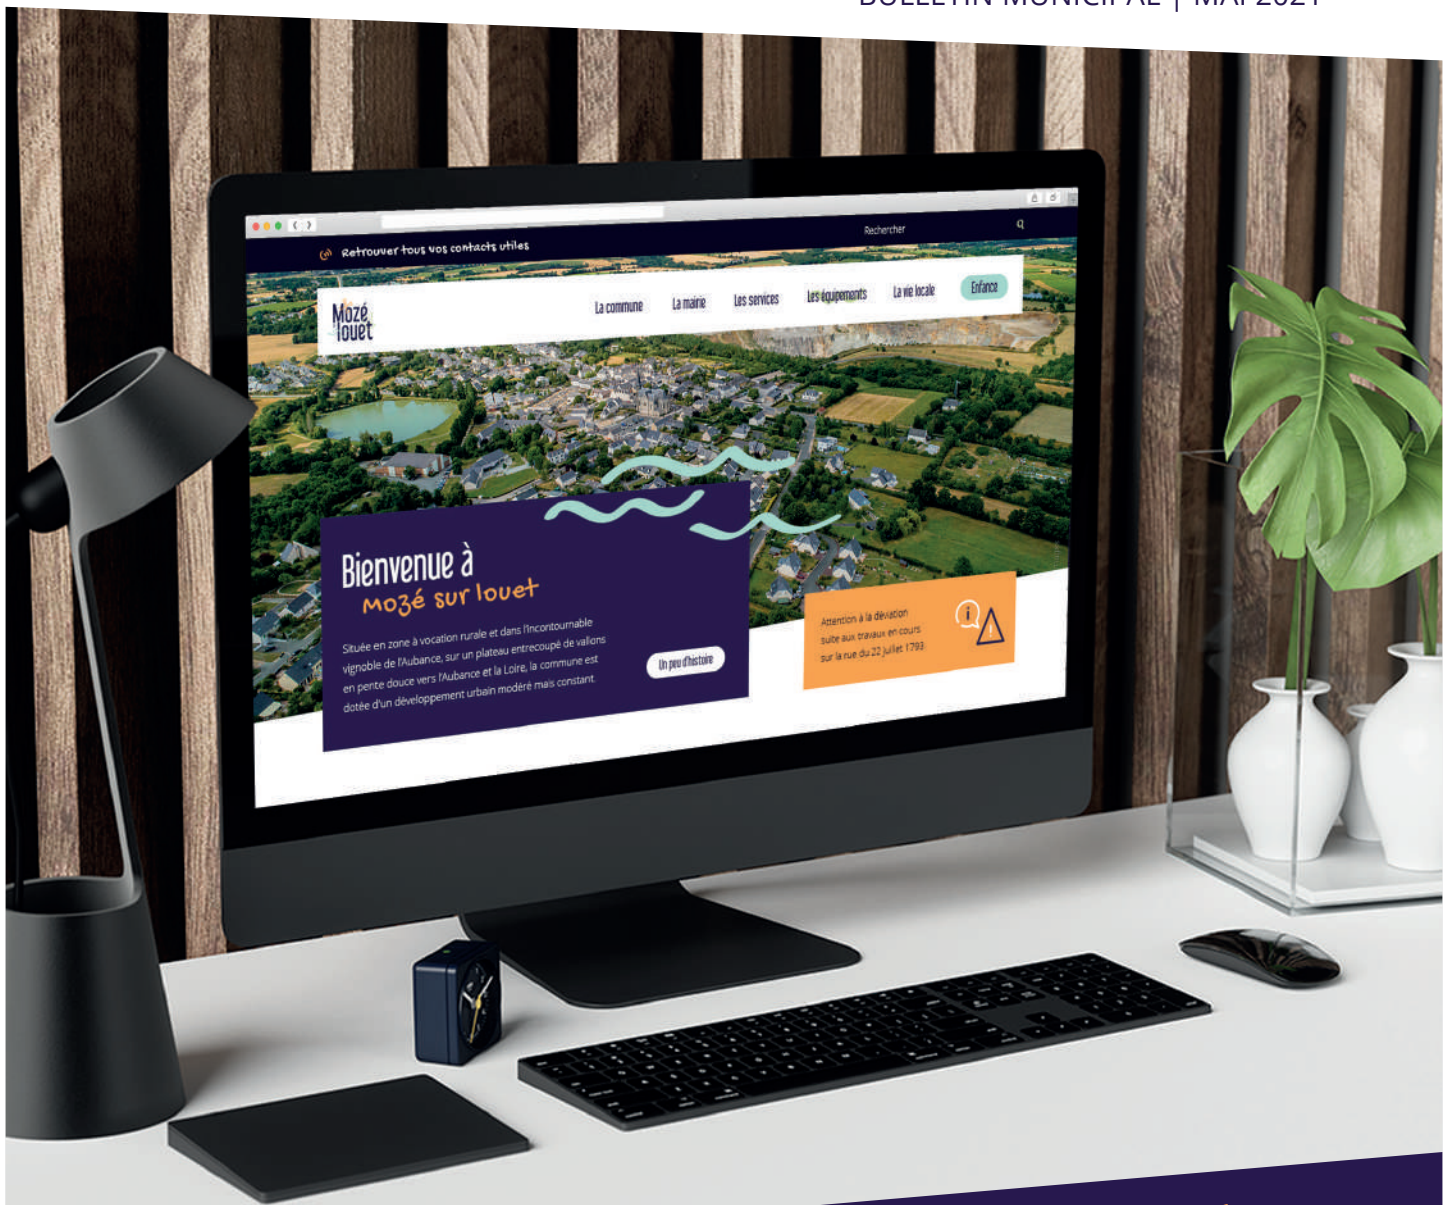 BULLETIN MUNICIPAL | MAI 2021
Retrouver tous vos contacts utiles
Rechercher
Mozé
louet
La commune
La mairie
Les services
Les équipements
La vie locale
Enfance
Bienvenue à
Mozé sur louet
Située en zone à vocation rurale et dans l'incontournable
vignoble de l'Aubance, sur un plateau entrecoupé de vallons
en pente douce vers l'Aubance et la Loire, la commune est
dotée d'un développement urbain modéré mais constant.
Un peu d'histoire
Attention à la déviation
suite aux travaux en cours
sur la rue du 22 juillet 1793.